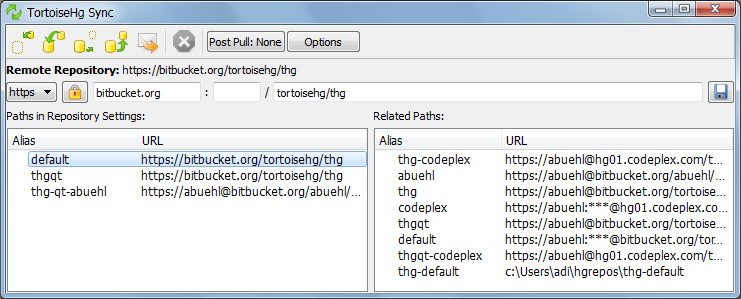 TortoiseHg Sync
Post Pull: None Options
Remote Repository: https://bitbucket.org/tortoisehg/thg
https bitbucket.org : / tortoisehg/thg
Paths in Repository Settings: Related Paths:
Alias URL Alias URL
default https://bitbucket.org/tortoisehg/thg
thgqt https://bitbucket.org/tortoisehg/thg
thg-qt-abuehl https://abuehl@bitbucket.org/abuehl/...
thg-codeplex https://abuehl@hg01.codeplex.com/t...
abuehl https://abuehl@bitbucket.org/abuehl/...
thg https://abuehl@bitbucket.org/tortoise...
codeplex https://abuehl:***@hg01.codeplex.co...
thgqt https://abuehl@bitbucket.org/tortoise...
default https://abuehl:***@bitbucket.org/tor...
thgqt-codeplex https://abuehl@hg01.codeplex.com/t...
thg-default c:\Users\adi\hgrepos\thg-default